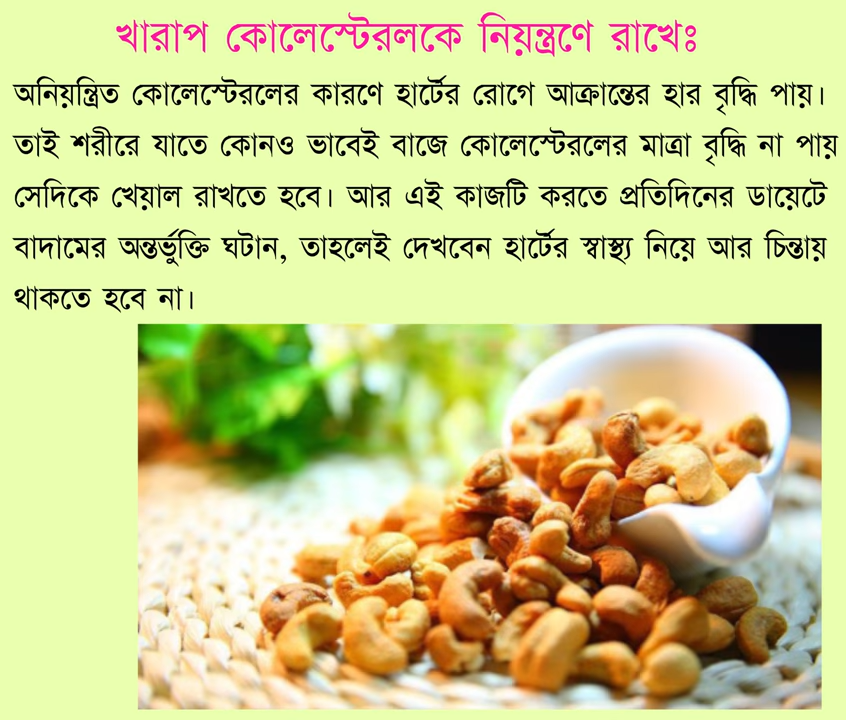 খারাপ কোলেস্টেরলকে নিয়ন্ত্রণে রাখেঃ
অনিয়ন্ত্রিত কোলেস্টেরলের কারণে হার্টের রোগে আক্রান্তের হার বৃদ্ধি পায়।
তাই শরীরে যাতে কোনও ভাবেই বাজে কোলেস্টেরলের মাত্রা বৃদ্ধি না পায়
সেদিকে খেয়াল রাখতে হবে। আর এই কাজটি করতে প্রতিদিনের ডায়েটে
বাদামের অন্তর্ভুক্তি ঘটান, তাহলেই দেখবেন হার্টের স্বাস্থ্য নিয়ে আর চিন্তায়
থাকতে হবে না।